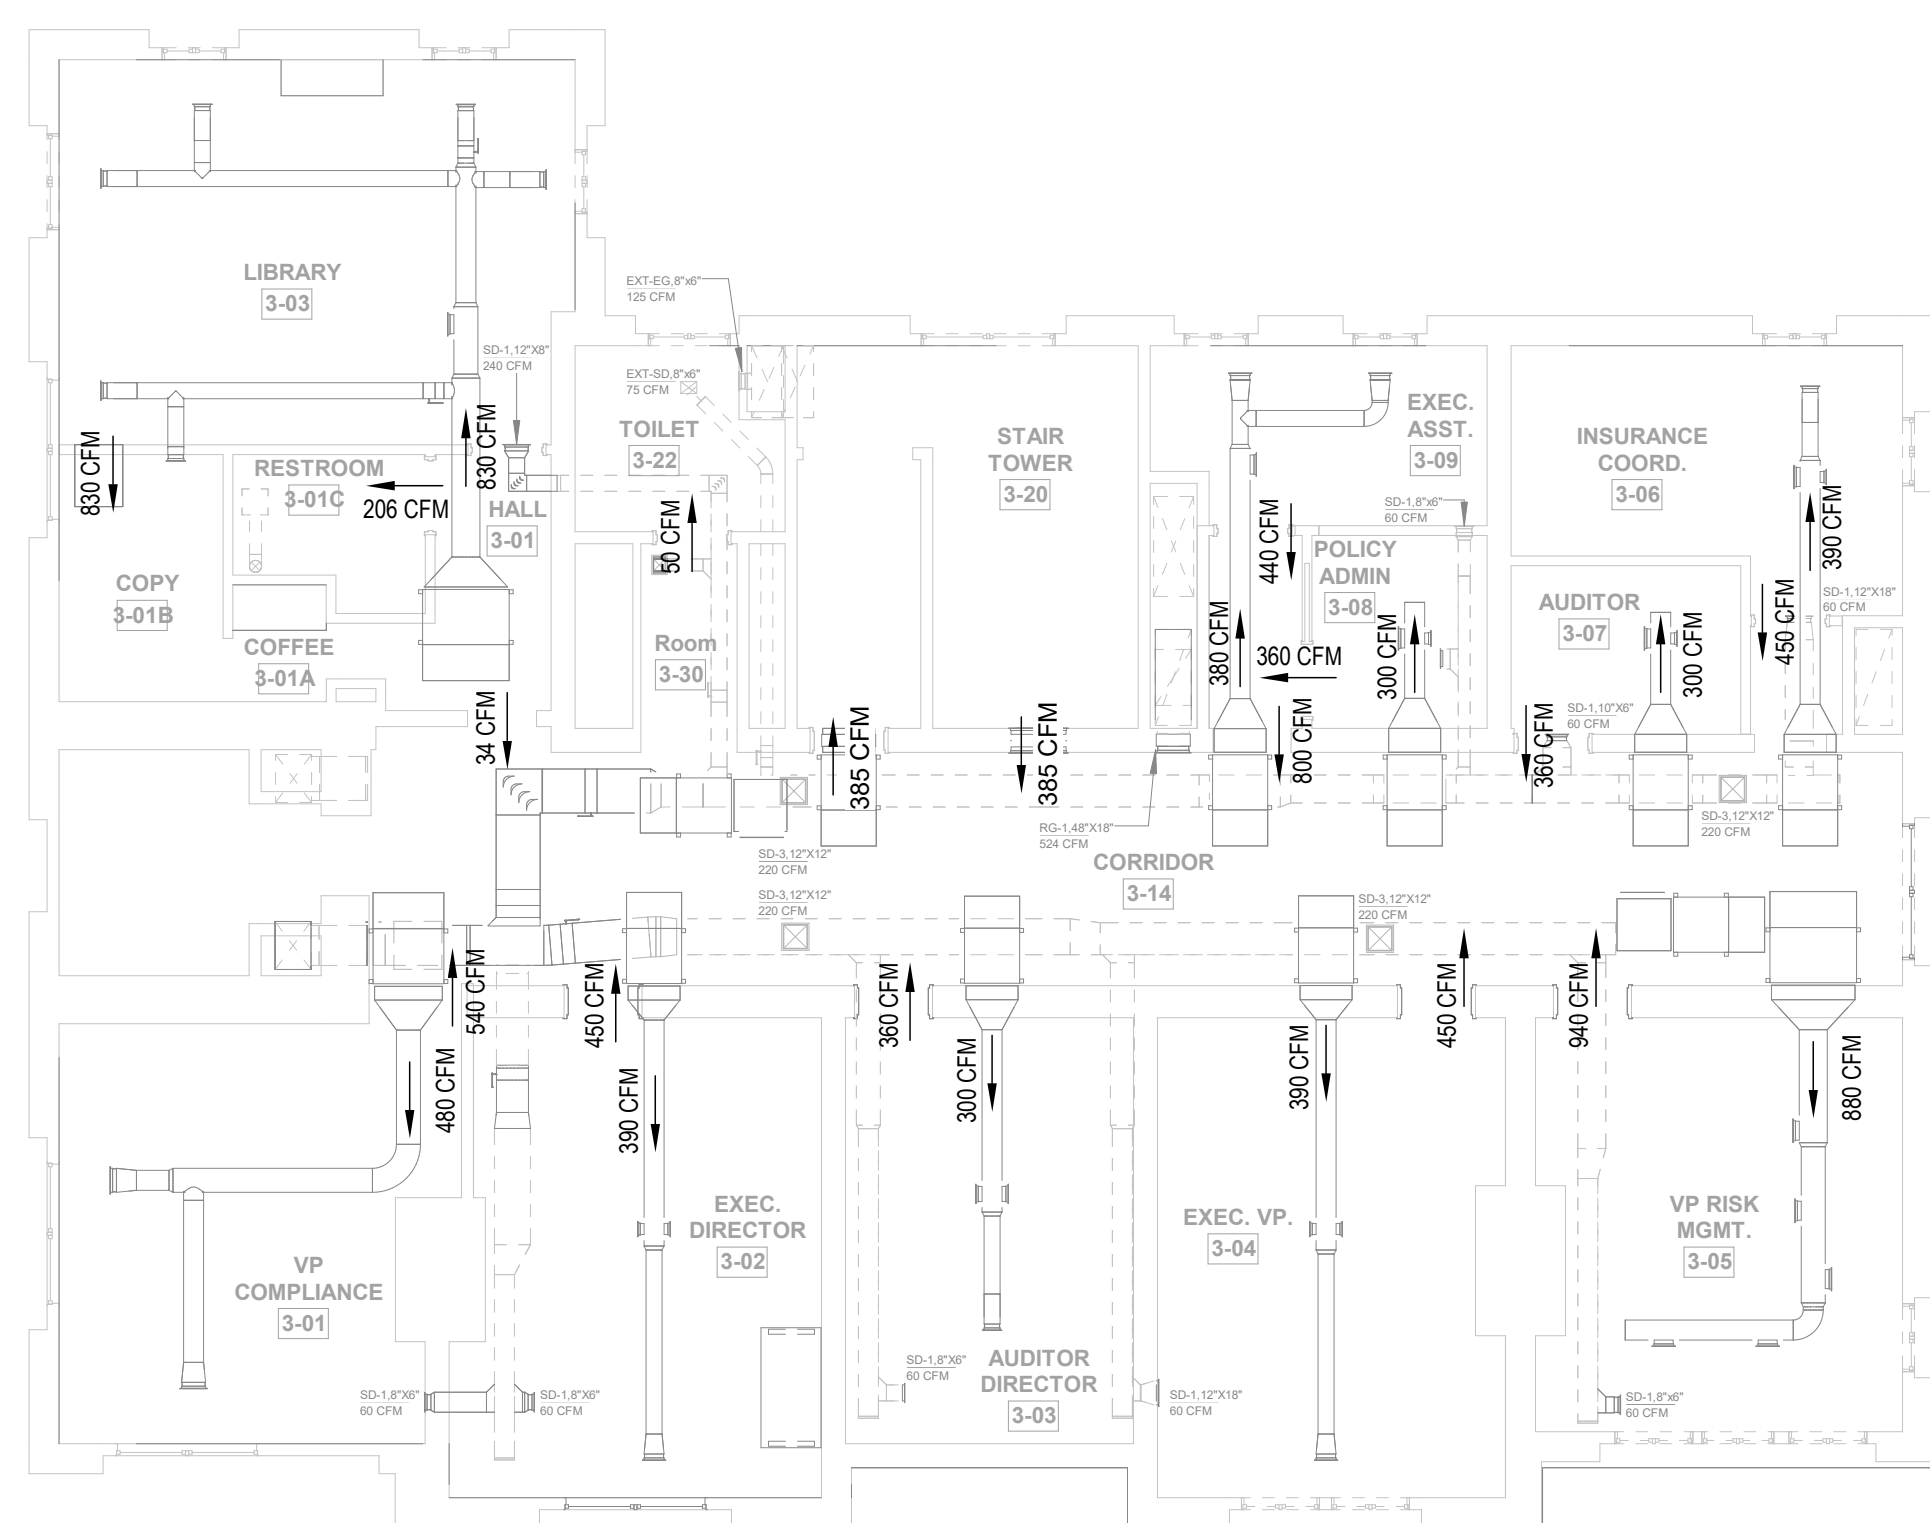 LIBRARY
3-03
EXT-EG,8"x6"
125 CFM
SD-1,12"X8"
240 CFM
EXT-SD,8"x6"
75 CFM
TOILET
3-22
STAIR
TOWER
3-20
EXEC.
ASST.
3-09
INSURANCE
COORD.
3-06
830 CFM
RESTROOM
3-01C
206 CFM
830 CFM
HALL
3-01
50 CFM
SD-1,8"x6"
60 CFM
440 CFM
POLICY
ADMIN
3-08
390 CFM
COPY
3-01B
COFFEE
3-01A
Room
3-30
380 CFM
360 CFM
300 CFM
AUDITOR
3-07
300 CFM
450 CFM
SD-1,12"X18"
60 CFM
34 CFM
385 CFM
385 CFM
800 CFM
SD-1,10"X6"
60 CFM
360 CFM
RG-1,48"X18"
524 CFM
SD-3,12"X12"
220 CFM
SD-3,12"X12"
220 CFM
CORRIDOR
3-14
SD-3,12"X12"
220 CFM
SD-3,12"X12"
220 CFM
540 CFM
450 CFM
360 CFM
450 CFM
940 CFM
480 CFM
390 CFM
300 CFM
390 CFM
880 CFM
VP
COMPLIANCE
3-01
EXEC.
DIRECTOR
3-02
EXEC. VP.
3-04
VP RISK
MGMT.
3-05
SD-1,8"X6"
60 CFM
SD-1,8"X6"
60 CFM
SD-1,8"X6"
60 CFM
AUDITOR
DIRECTOR
3-03
SD-1,12"X18"
60 CFM
SD-1,8"x6"
60 CFM